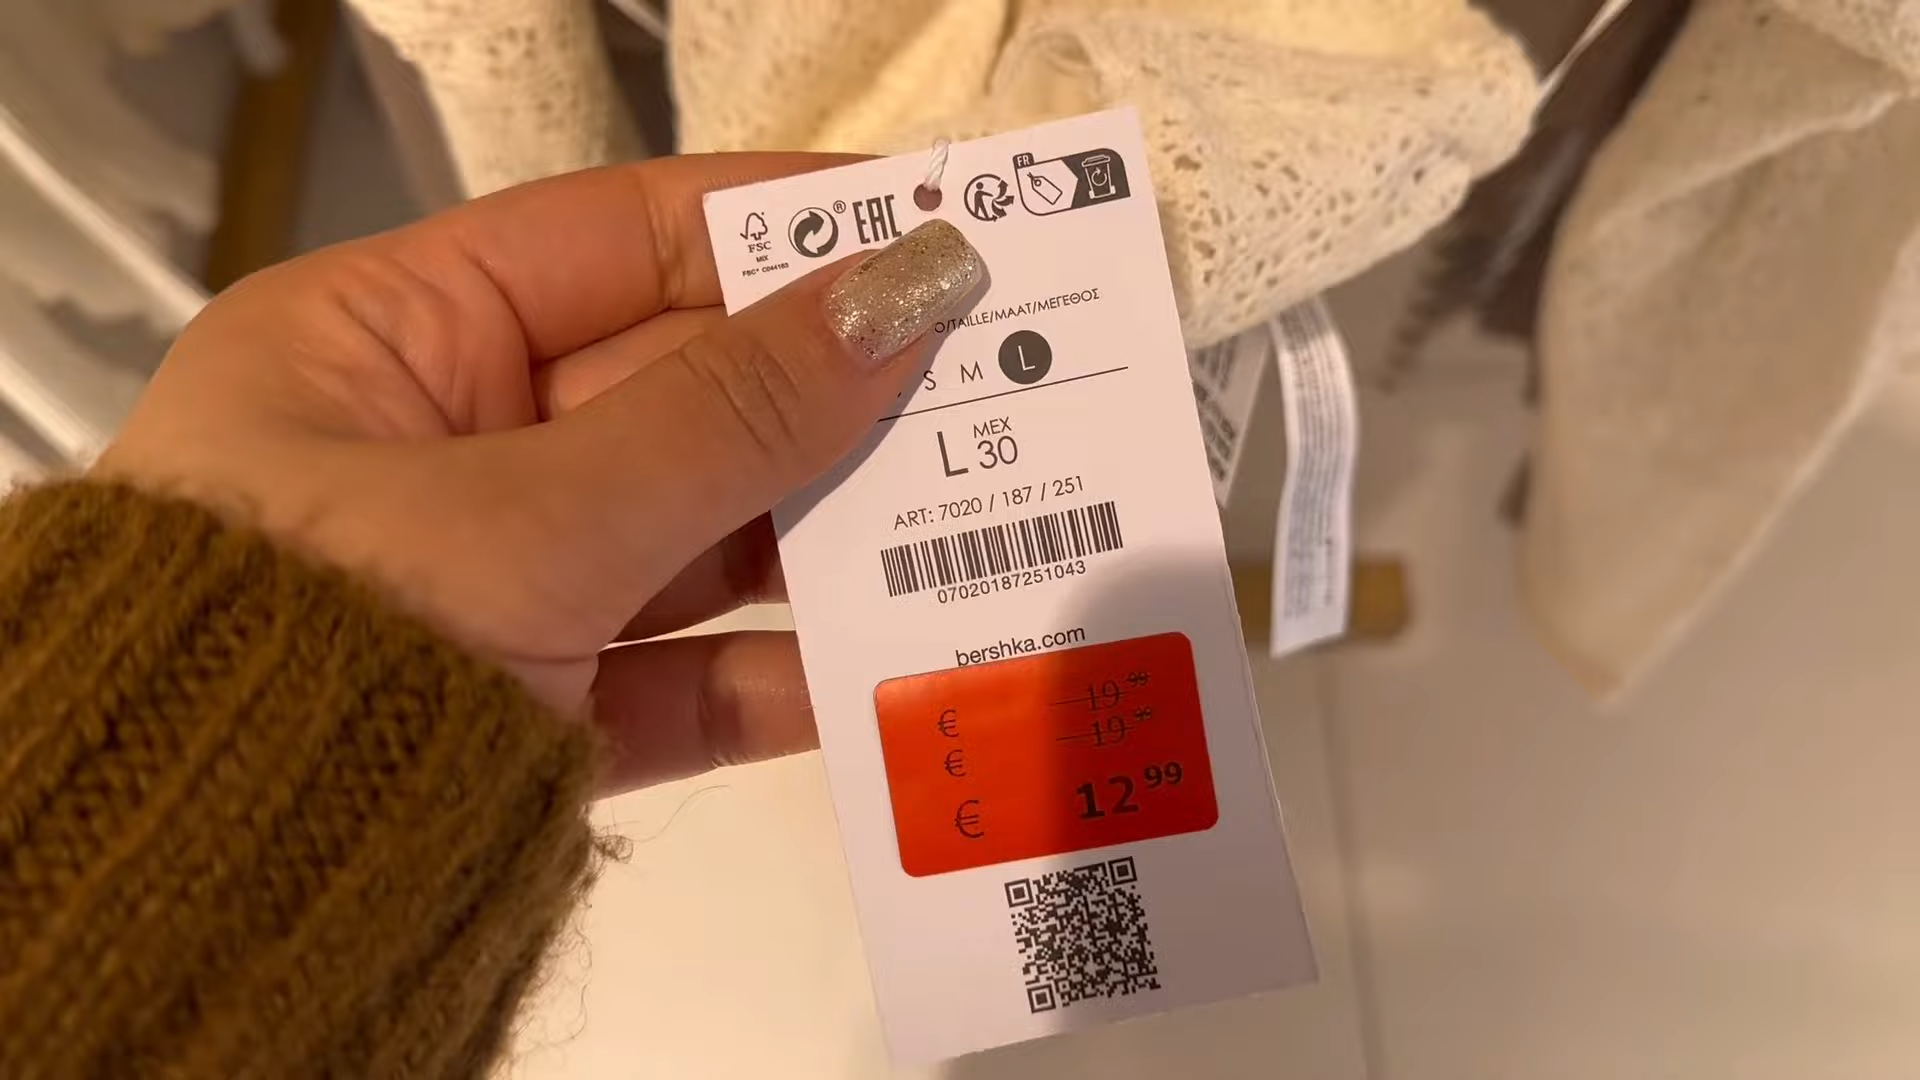 FSC
MIX
FSC® C044163
®
EAC
FR
O/TAILLE/MAAT/ΜΕΓΕΘΟΣ
S M L
L MEX 30
ART: 7020 / 187 / 251
07020187251043
bershka.com
€ 19 99
€ 19 99
€ 12 99